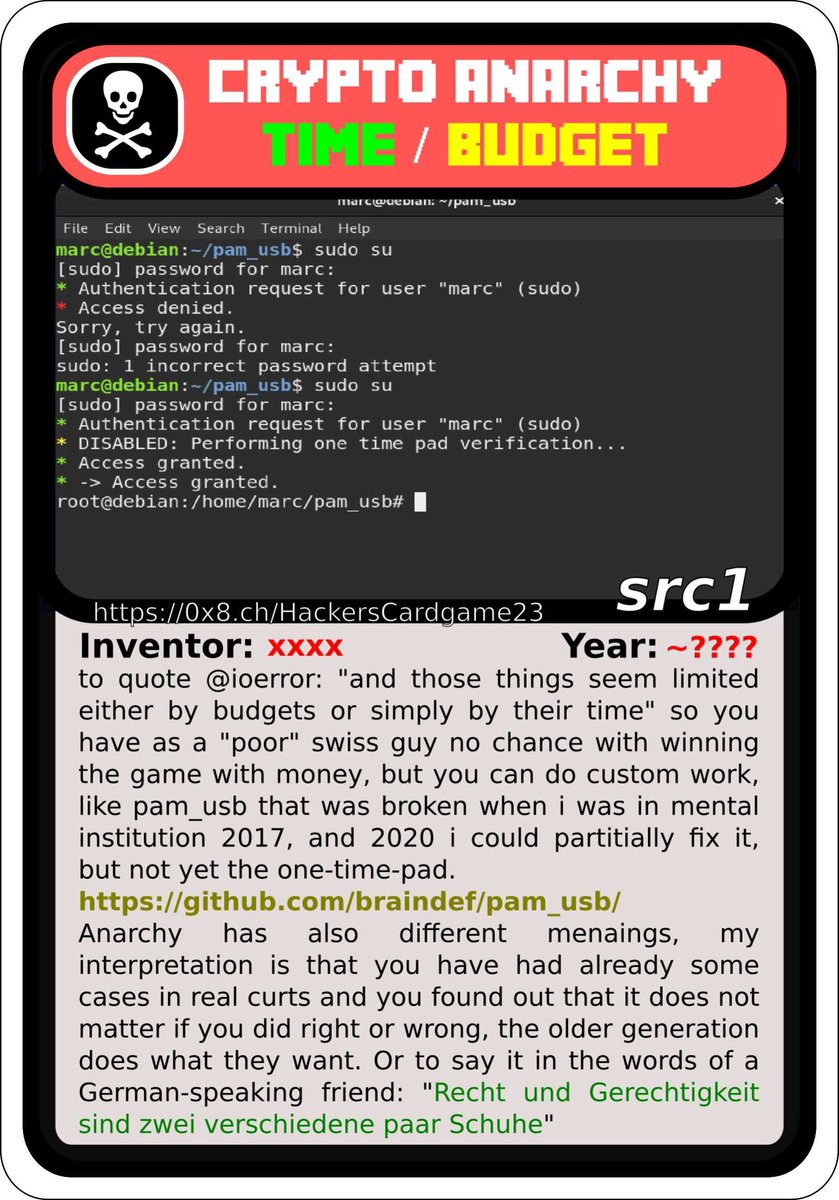 CRYPTO ANARCHY
TIME / BUDGET
marc@debian: ~/pam_usb ×
File Edit View Search Terminal Help
marc@debian:~/pam_usb$ sudo su
[sudo] password for marc:
* Authentication request for user "marc" (sudo)
* Access denied.
Sorry, try again.
[sudo] password for marc:
sudo: 1 incorrect password attempt
marc@debian:~/pam_usb$ sudo su
[sudo] password for marc:
* Authentication request for user "marc" (sudo)
* DISABLED: Performing one time pad verification...
* Access granted.
* -> Access granted.
root@debian:/home/marc/pam_usb#
src1
https://0x8.ch/HackersCardgame23
Inventor: xxxx Year: ~????
to quote @ioerror: "and those things seem limited
either by budgets or simply by their time" so you
have as a "poor" swiss guy no chance with winning
the game with money, but you can do custom work,
like pam_usb that was broken when i was in mental
institution 2017, and 2020 i could partitially fix it,
but not yet the one-time-pad.
https://github.com/braindef/pam_usb/
Anarchy has also different menaings, my
interpretation is that you have had already some
cases in real curts and you found out that it does not
matter if you did right or wrong, the older generation
does what they want. Or to say it in the words of a
German-speaking friend: "Recht und Gerechtigkeit
sind zwei verschiedene paar Schuhe"